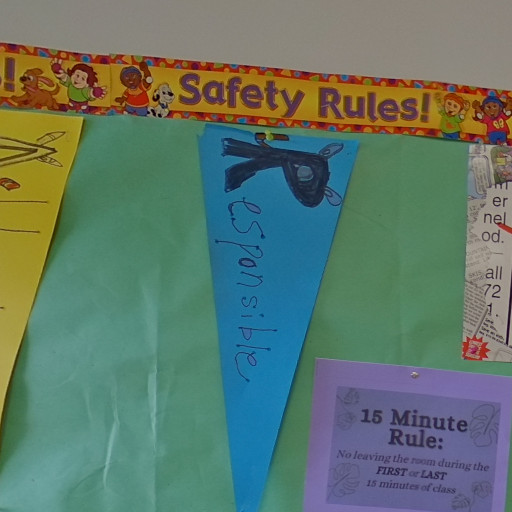 !
Safety Rules!
Responsible
er
nel
od.
all
72
1.
15 Minute
Rule:
No leaving the room during the
FIRST or LAST
15 minutes of class